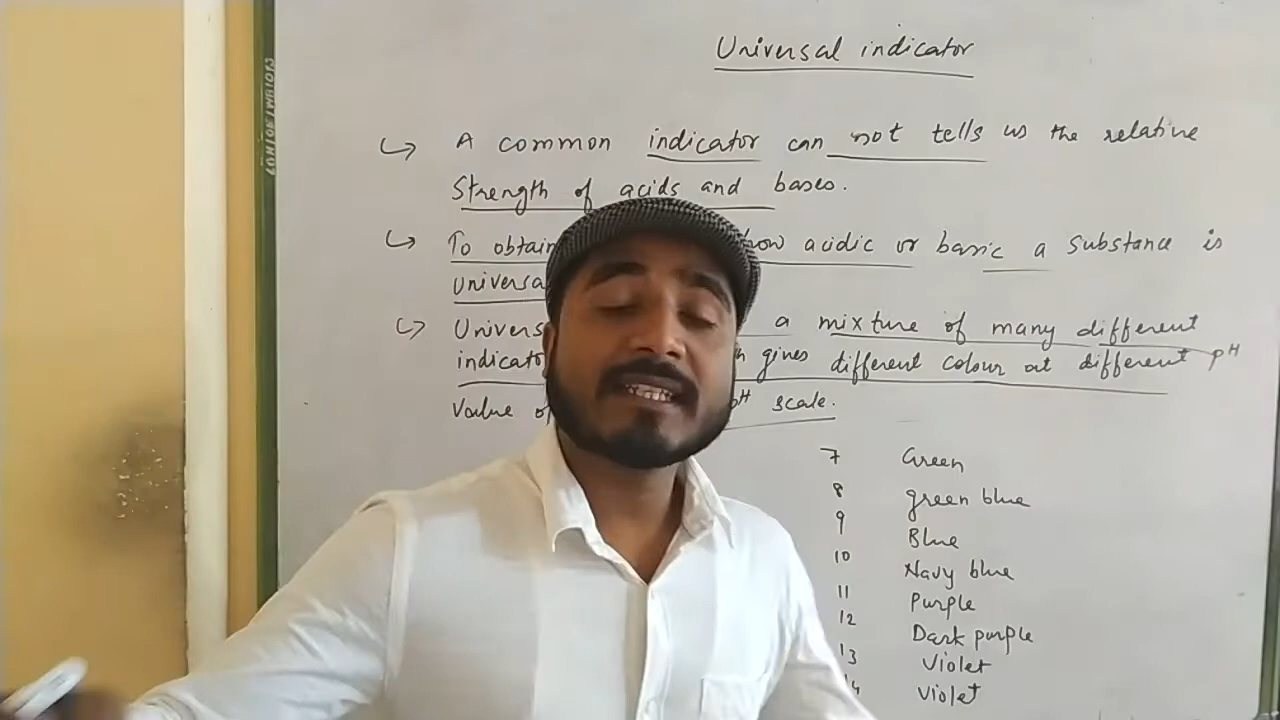 Universal indicator
↪ A common indicator can not tells us the relative
Strength of acids and bases.
↪ To obtain how acidic or basic a substance is
universa
↪ Univers a mixture of many different
indicato gives different colour at different pH
Value of pH scale.
7 Green
8 green blue
9 Blue
10 Navy blue
11 Purple
12 Dark purple
13 Violet
14 Violet